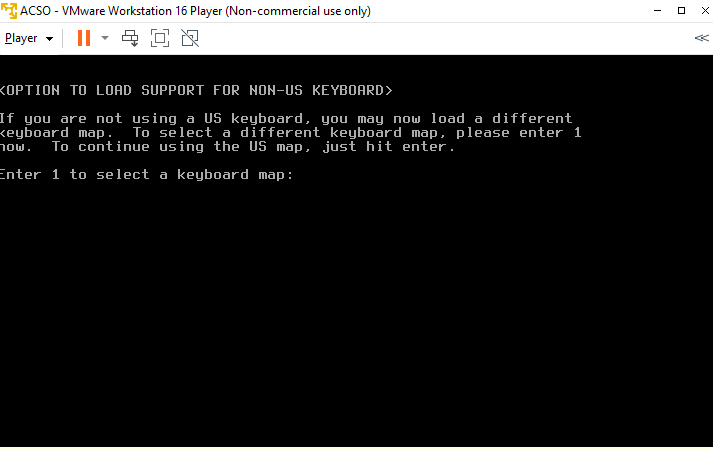 ACSO - VMware Workstation 16 Player (Non-commercial use only)
Player
<OPTION TO LOAD SUPPORT FOR NON-US KEYBOARD>
If you are not using a US keyboard, you may now load a different
keyboard map.  To select a different keyboard map, please enter 1
now.  To continue using the US map, just hit enter.
Enter 1 to select a keyboard map: